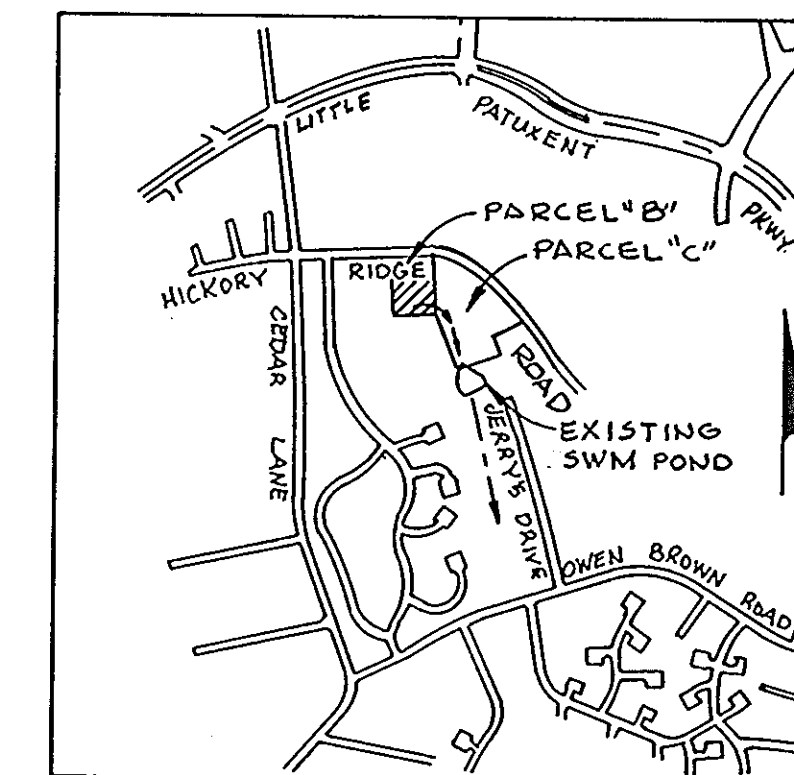 LITTLE
PATUXENT
PKWY.
PARCEL "B"
PARCEL "C"
HICKORY
RIDGE
ROAD
CEDAR
LANE
EXISTING
SWM POND
JERRY'S DRIVE
OWEN BROWN ROAD